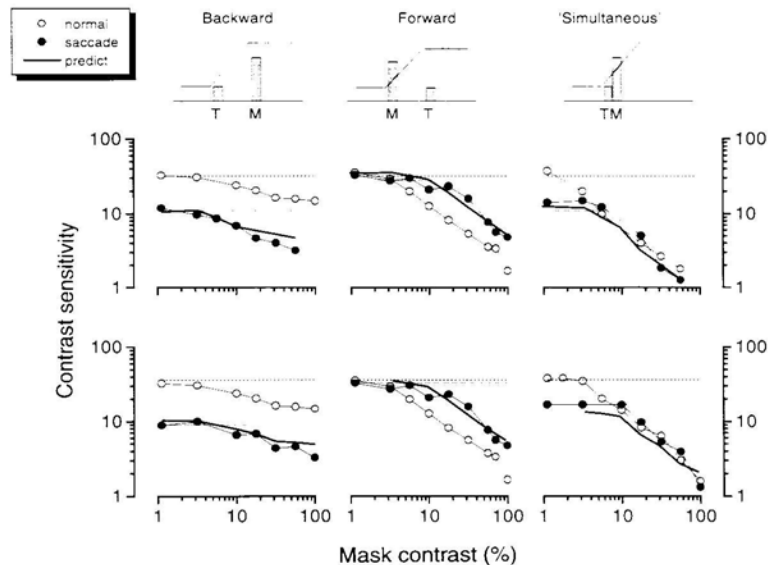 normal
saccade
predict
Backward
Forward
'Simultaneous'
T M
M T
TM
100
10
1
100
10
1
Contrast sensitivity
100
10
1
100
10
1
1 10 100
1 10 100
1 10 100
Mask contrast (%)